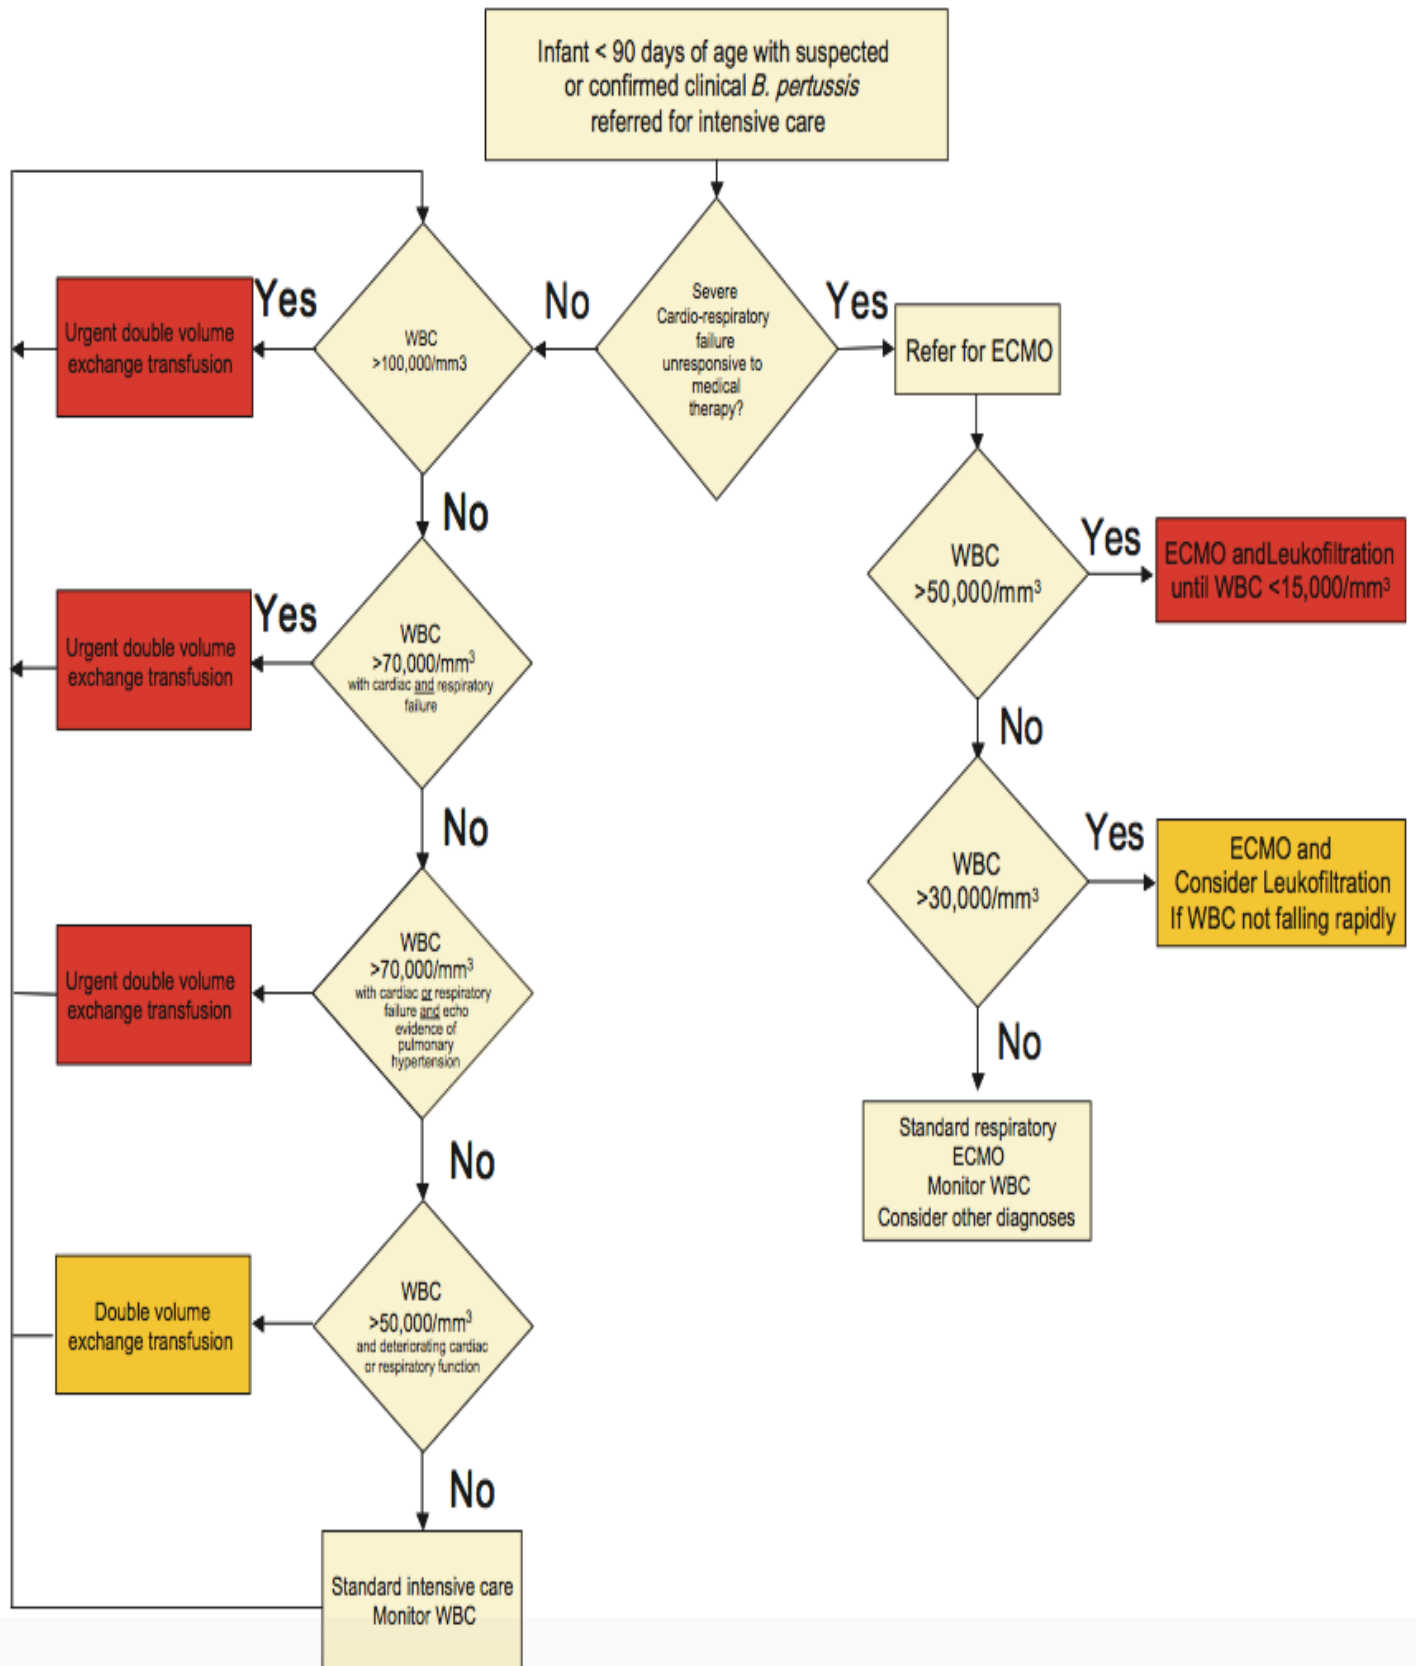 Infant < 90 days of age with suspected
or confirmed clinical B. pertussis
referred for intensive care
Severe
Cardio-respiratory
failure
unresponsive to
medical
therapy?
No
Yes
WBC
>100,000/mm3
Yes
Urgent double volume
exchange transfusion
No
WBC
>70,000/mm³
with cardiac and respiratory
failure
Yes
Urgent double volume
exchange transfusion
No
WBC
>70,000/mm³
with cardiac or respiratory
failure and echo
evidence of
pulmonary
hypertension
Urgent double volume
exchange transfusion
No
WBC
>50,000/mm³
and deteriorating cardiac
or respiratory function
Double volume
exchange transfusion
No
Standard intensive care
Monitor WBC
Refer for ECMO
WBC
>50,000/mm³
Yes
ECMO andLeukofiltration
until WBC <15,000/mm³
No
WBC
>30,000/mm³
Yes
ECMO and
Consider Leukofiltration
If WBC not falling rapidly
No
Standard respiratory
ECMO
Monitor WBC
Consider other diagnoses